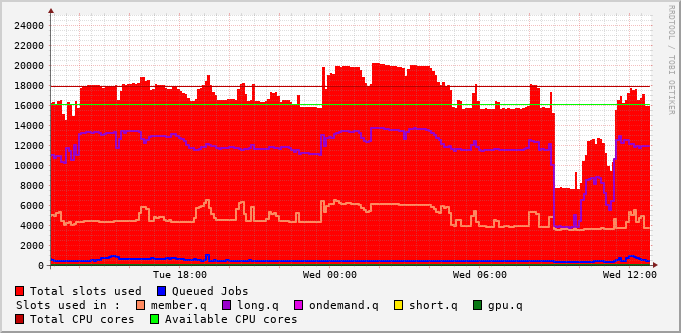 24000
22000
20000
18000
16000
14000
12000
10000
8000
6000
4000
2000
0
Tue 18:00 Wed 00:00 Wed 06:00 Wed 12:00
RRDTOOL / TOBI OETIKER
Total slots used Queued Jobs
Slots used in : member.q long.q ondemand.q short.q gpu.q
Total CPU cores Available CPU cores